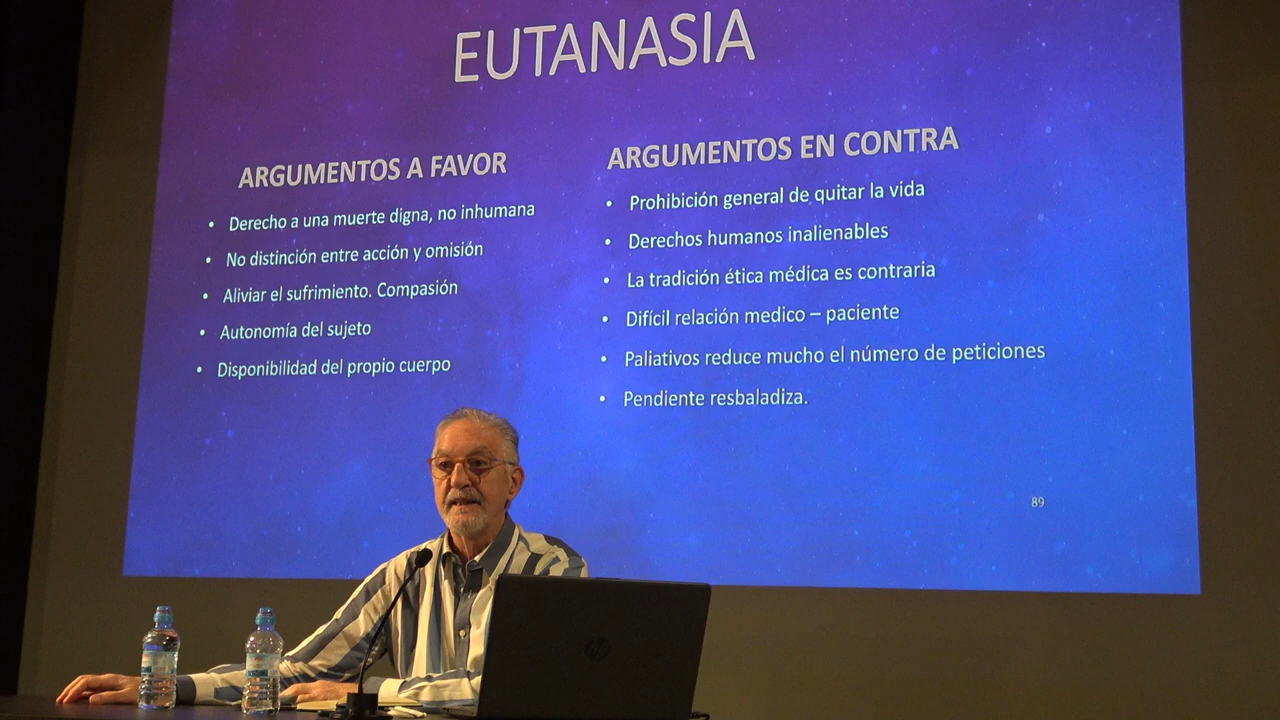 EUTANASIA
ARGUMENTOS A FAVOR
• Derecho a una muerte digna, no inhumana
• No distinción entre acción y omisión
• Aliviar el sufrimiento. Compasión
• Autonomía del sujeto
• Disponibilidad del propio cuerpo
ARGUMENTOS EN CONTRA
• Prohibición general de quitar la vida
• Derechos humanos inalienables
• La tradición ética médica es contraria
• Difícil relación medico – paciente
• Paliativos reduce mucho el número de peticiones
• Pendiente resbaladiza.
89
hp